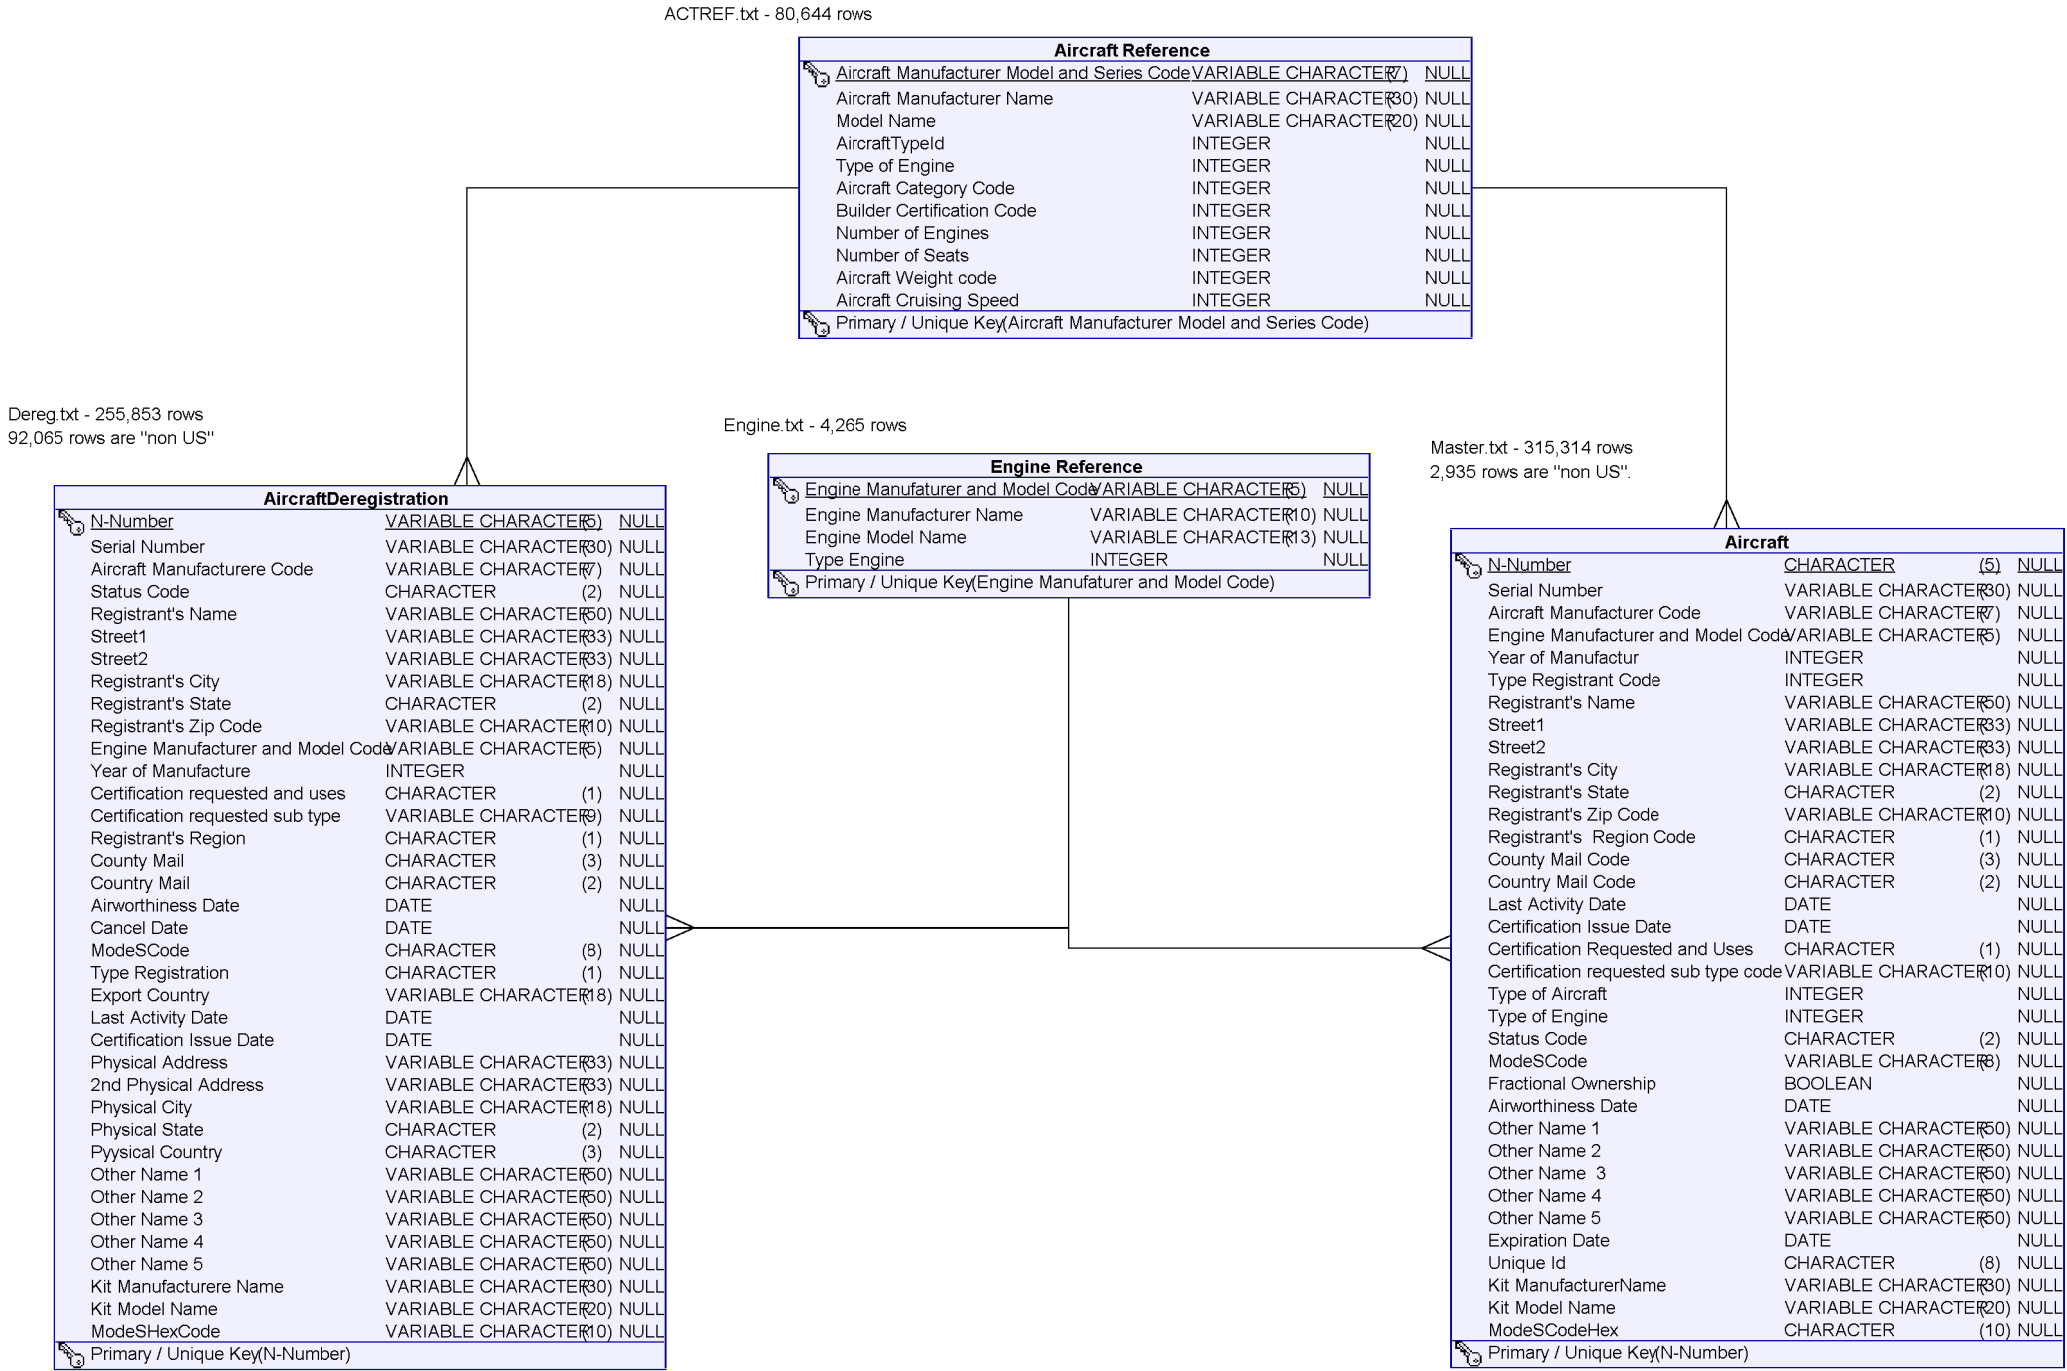 ACTREF.txt - 80,644 rows
Aircraft Reference
Aircraft Manufacturer Model and Series Code VARIABLE CHARACTER (7) NULL
Aircraft Manufacturer Name VARIABLE CHARACTER (30) NULL
Model Name VARIABLE CHARACTER (20) NULL
AircraftTypeId INTEGER NULL
Type of Engine INTEGER NULL
Aircraft Category Code INTEGER NULL
Builder Certification Code INTEGER NULL
Number of Engines INTEGER NULL
Number of Seats INTEGER NULL
Aircraft Weight code INTEGER NULL
Aircraft Cruising Speed INTEGER NULL
Primary / Unique Key(Aircraft Manufacturer Model and Series Code)
Dereg.txt - 255,853 rows
92,065 rows are "non US"
AircraftDeregistration
N-Number VARIABLE CHARACTER (5) NULL
Serial Number VARIABLE CHARACTER (30) NULL
Aircraft Manufacturere Code VARIABLE CHARACTER (7) NULL
Status Code CHARACTER (2) NULL
Registrant's Name VARIABLE CHARACTER (50) NULL
Street1 VARIABLE CHARACTER (33) NULL
Street2 VARIABLE CHARACTER (33) NULL
Registrant's City VARIABLE CHARACTER (18) NULL
Registrant's State CHARACTER (2) NULL
Registrant's Zip Code VARIABLE CHARACTER (10) NULL
Engine Manufacturer and Model Code VARIABLE CHARACTER (5) NULL
Year of Manufacture INTEGER NULL
Certification requested and uses CHARACTER (1) NULL
Certification requested sub type VARIABLE CHARACTER (9) NULL
Registrant's Region CHARACTER (1) NULL
County Mail CHARACTER (3) NULL
Country Mail CHARACTER (2) NULL
Airworthiness Date DATE NULL
Cancel Date DATE NULL
ModeSCode CHARACTER (8) NULL
Type Registration CHARACTER (1) NULL
Export Country VARIABLE CHARACTER (18) NULL
Last Activity Date DATE NULL
Certification Issue Date DATE NULL
Physical Address VARIABLE CHARACTER (33) NULL
2nd Physical Address VARIABLE CHARACTER (33) NULL
Physical City VARIABLE CHARACTER (18) NULL
Physical State CHARACTER (2) NULL
Pyysical Country CHARACTER (3) NULL
Other Name 1 VARIABLE CHARACTER (50) NULL
Other Name 2 VARIABLE CHARACTER (50) NULL
Other Name 3 VARIABLE CHARACTER (50) NULL
Other Name 4 VARIABLE CHARACTER (50) NULL
Other Name 5 VARIABLE CHARACTER (50) NULL
Kit Manufacturere Name VARIABLE CHARACTER (30) NULL
Kit Model Name VARIABLE CHARACTER (20) NULL
ModeSHexCode VARIABLE CHARACTER (10) NULL
Primary / Unique Key(N-Number)
Engine.txt - 4,265 rows
Engine Reference
Engine Manufaturer and Model Code VARIABLE CHARACTER (5) NULL
Engine Manufacturer Name VARIABLE CHARACTER (10) NULL
Engine Model Name VARIABLE CHARACTER (13) NULL
Type Engine INTEGER NULL
Primary / Unique Key(Engine Manufaturer and Model Code)
Master.txt - 315,314 rows
2,935 rows are "non US".
Aircraft
N-Number CHARACTER (5) NULL
Serial Number VARIABLE CHARACTER (30) NULL
Aircraft Manufacturer Code VARIABLE CHARACTER (7) NULL
Engine Manufacturer and Model Code VARIABLE CHARACTER (5) NULL
Year of Manufactur INTEGER NULL
Type Registrant Code INTEGER NULL
Registrant's Name VARIABLE CHARACTER (50) NULL
Street1 VARIABLE CHARACTER (33) NULL
Street2 VARIABLE CHARACTER (33) NULL
Registrant's City VARIABLE CHARACTER (18) NULL
Registrant's State CHARACTER (2) NULL
Registrant's Zip Code VARIABLE CHARACTER (10) NULL
Registrant's Region Code CHARACTER (1) NULL
County Mail Code CHARACTER (3) NULL
Country Mail Code CHARACTER (2) NULL
Last Activity Date DATE NULL
Certification Issue Date DATE NULL
Certification Requested and Uses CHARACTER (1) NULL
Certification requested sub type code VARIABLE CHARACTER (10) NULL
Type of Aircraft INTEGER NULL
Type of Engine INTEGER NULL
Status Code CHARACTER (2) NULL
ModeSCode VARIABLE CHARACTER (8) NULL
Fractional Ownership BOOLEAN NULL
Airworthiness Date DATE NULL
Other Name 1 VARIABLE CHARACTER (50) NULL
Other Name 2 VARIABLE CHARACTER (50) NULL
Other Name 3 VARIABLE CHARACTER (50) NULL
Other Name 4 VARIABLE CHARACTER (50) NULL
Other Name 5 VARIABLE CHARACTER (50) NULL
Expiration Date DATE NULL
Unique Id CHARACTER (8) NULL
Kit ManufacturerName VARIABLE CHARACTER (30) NULL
Kit Model Name VARIABLE CHARACTER (20) NULL
ModeSCodeHex CHARACTER (10) NULL
Primary / Unique Key(N-Number)